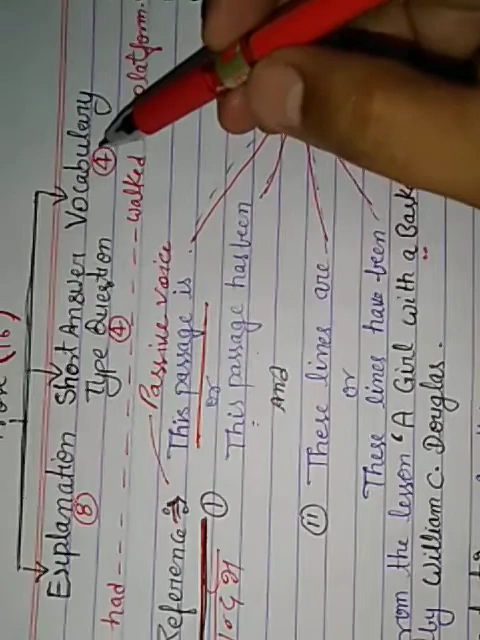 (16)
Explanation Short Answer Vocabulary
Type Question
(8) (4) (4)
had - - - - - - - - - - - - walked platform.
Passive voice
Reference ⇒ This passage is
or
(i) This passage has been
And
(ii) These lines are
or
These lines have been
from the lesson 'A Girl with a Bask
by William C. Douglas.